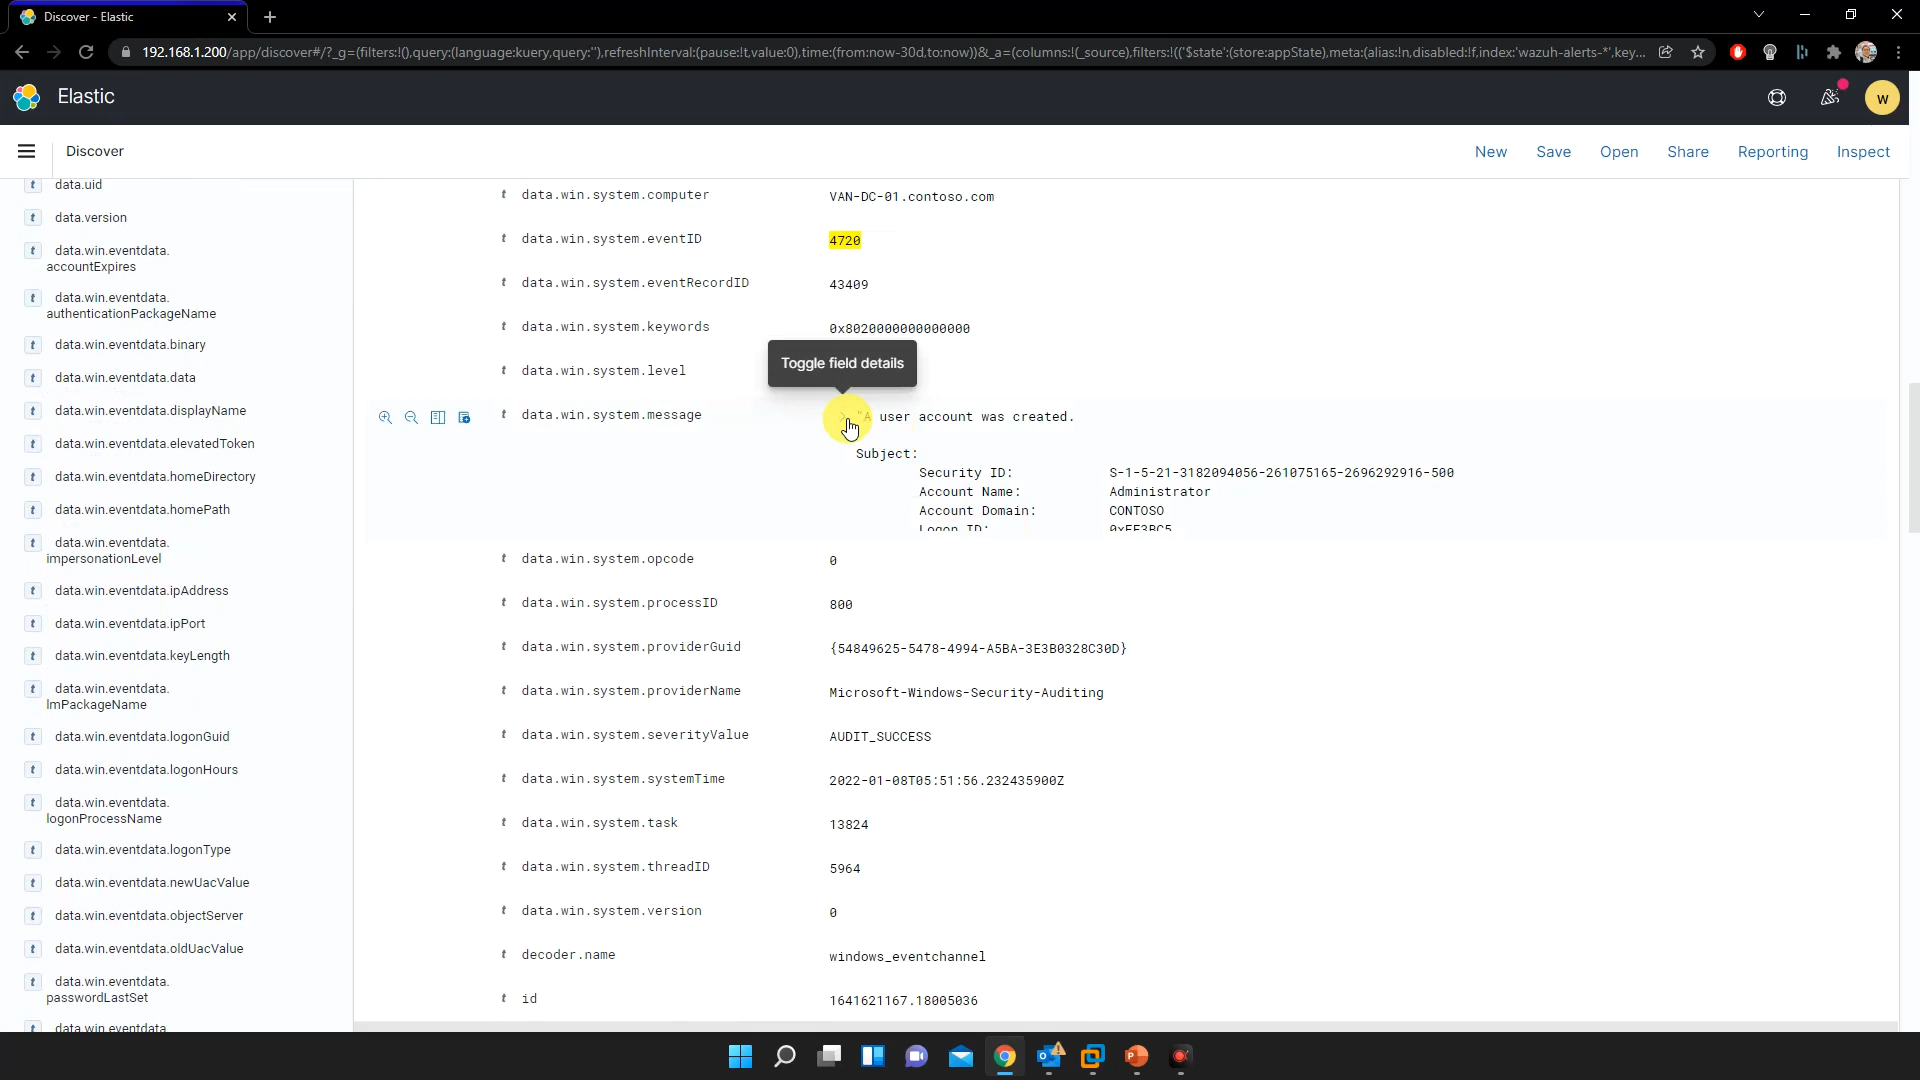 Discover - Elastic
192.168.1.200/app/discover#/?_g=(filters:!(),query:(language:kuery,query:''),refreshInterval:(pause:!t,value:0),time:(from:now-30d,to:now))&_a=(columns:!(_source),filters:!(('$state':(store:appState),meta:(alias:!n,disabled:!f,index:'wazuh-alerts-*',key...
Elastic
w
Discover
New
Save
Open
Share
Reporting
Inspect
data.uid
data.version
data.win.eventdata.
accountExpires
data.win.eventdata.
authenticationPackageName
data.win.eventdata.binary
data.win.eventdata.data
data.win.eventdata.displayName
data.win.eventdata.elevatedToken
data.win.eventdata.homeDirectory
data.win.eventdata.homePath
data.win.eventdata.
impersonationLevel
data.win.eventdata.ipAddress
data.win.eventdata.ipPort
data.win.eventdata.keyLength
data.win.eventdata.
lmPackageName
data.win.eventdata.logonGuid
data.win.eventdata.logonHours
data.win.eventdata.
logonProcessName
data.win.eventdata.logonType
data.win.eventdata.newUacValue
data.win.eventdata.objectServer
data.win.eventdata.oldUacValue
data.win.eventdata.
passwordLastSet
data.win.eventdata.
t data.win.system.computer VAN-DC-01.contoso.com
t data.win.system.eventID 4720
t data.win.system.eventRecordID 43409
t data.win.system.keywords 0x8020000000000000
Toggle field details
t data.win.system.level
t data.win.system.message "A user account was created.
Subject:
Security ID: S-1-5-21-3182094056-261075165-2696292916-500
Account Name: Administrator
Account Domain: CONTOSO
Logon ID: 0xFF3BC5
t data.win.system.opcode 0
t data.win.system.processID 800
t data.win.system.providerGuid {54849625-5478-4994-A5BA-3E3B0328C30D}
t data.win.system.providerName Microsoft-Windows-Security-Auditing
t data.win.system.severityValue AUDIT_SUCCESS
t data.win.system.systemTime 2022-01-08T05:51:56.232435900Z
t data.win.system.task 13824
t data.win.system.threadID 5964
t data.win.system.version 0
t decoder.name windows_eventchannel
t id 1641621167.18005036